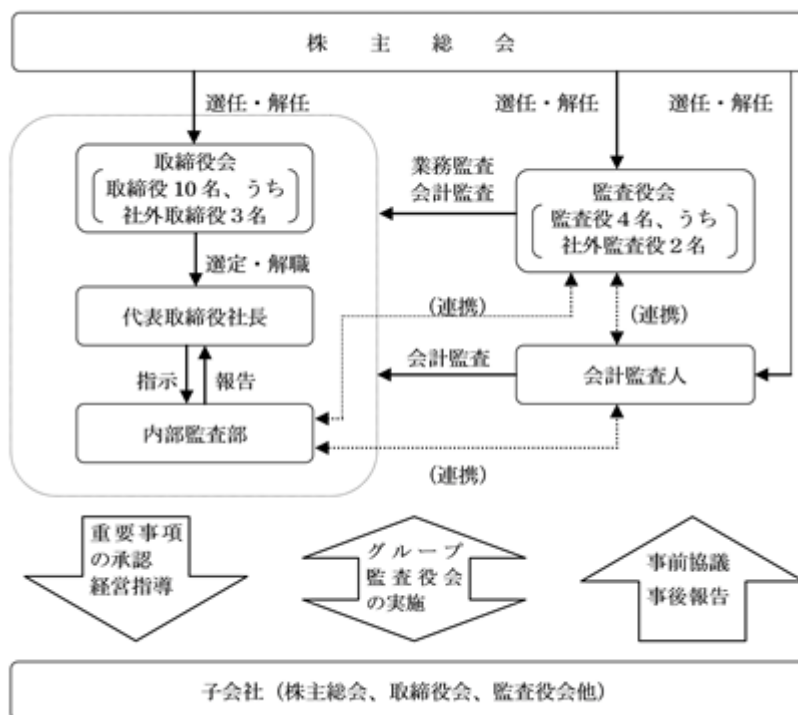 株主総会
選任・解任
選任・解任
選任・解任
取締役会
取締役10名、うち
社外取締役3名
業務監査
会計監査
監査役会
監査役4名、うち
社外監査役2名
選定・解職
代表取締役社長
(連携)
(連携)
指示
報告
会計監査
会計監査人
内部監査部
(連携)
重要事項
の承認
経営指導
グループ
監査役会
の実施
事前協議
事後報告
子会社（株主総会、取締役会、監査役会他）